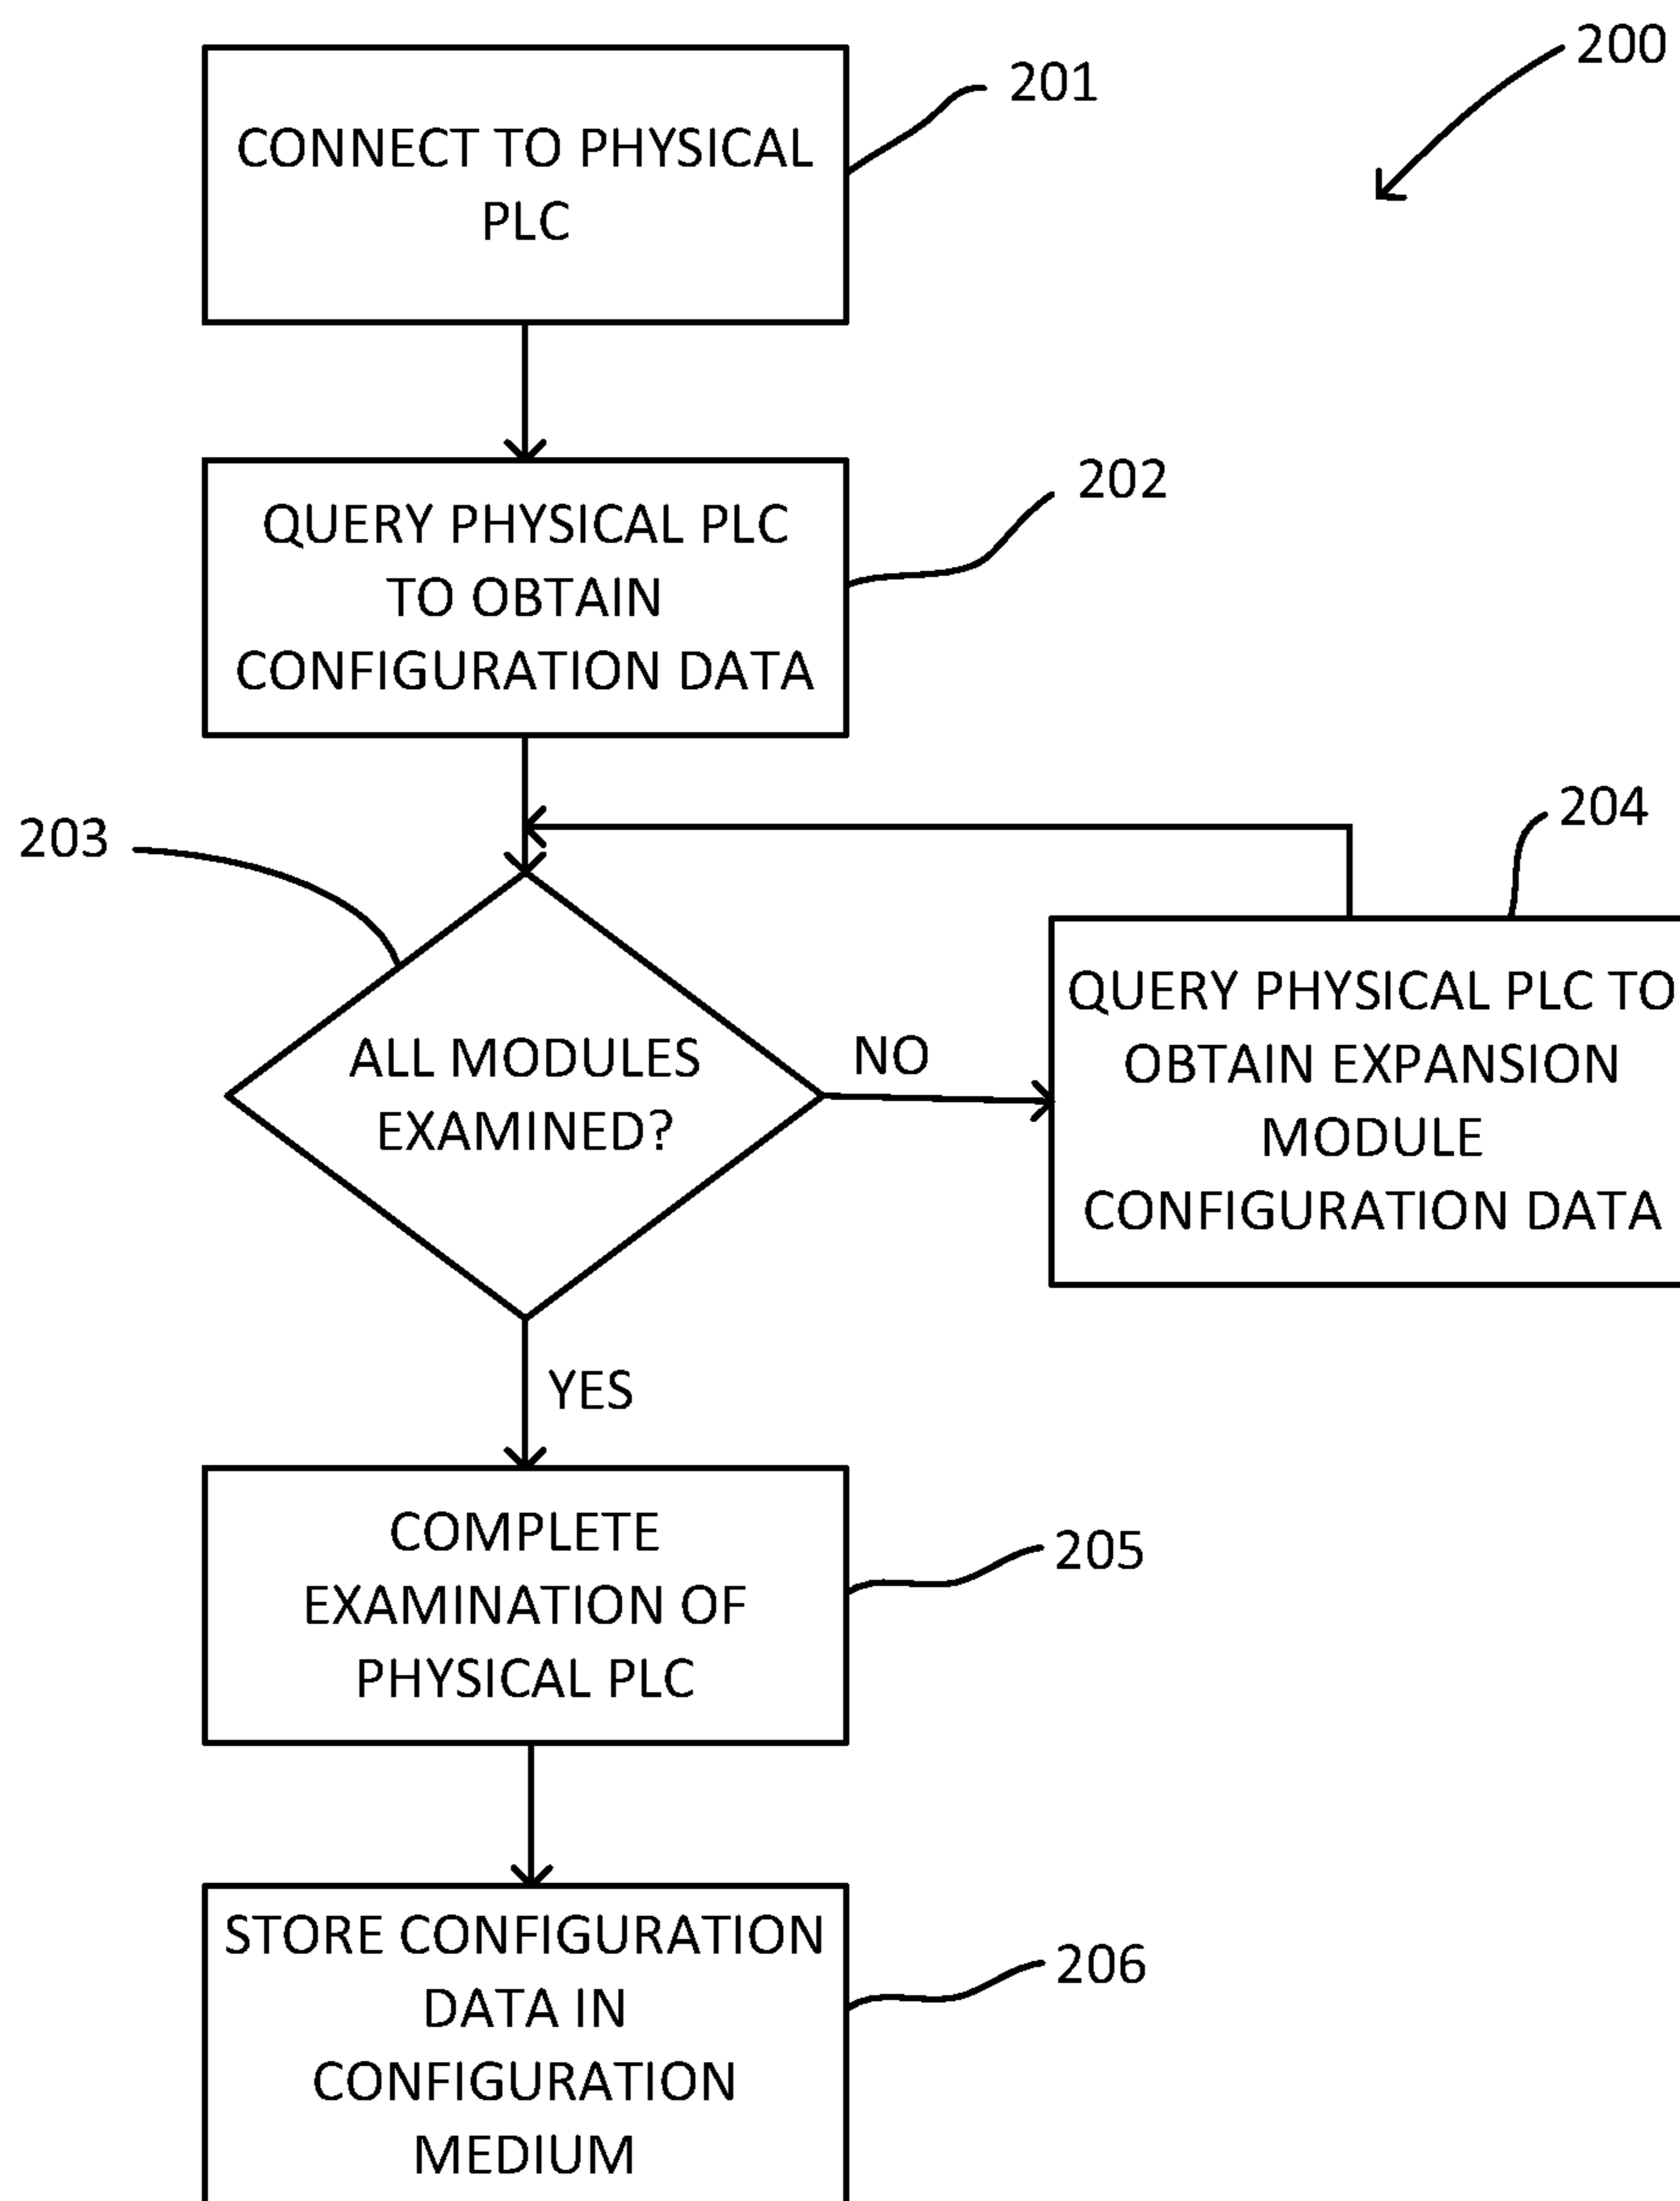 200
201
CONNECT TO PHYSICAL
PLC
202
QUERY PHYSICAL PLC
TO OBTAIN
CONFIGURATION DATA
203
ALL MODULES
EXAMINED?
NO
204
QUERY PHYSICAL PLC TO
OBTAIN EXPANSION
MODULE
CONFIGURATION DATA
YES
COMPLETE
EXAMINATION OF
PHYSICAL PLC
205
STORE CONFIGURATION
DATA IN
CONFIGURATION
MEDIUM
206